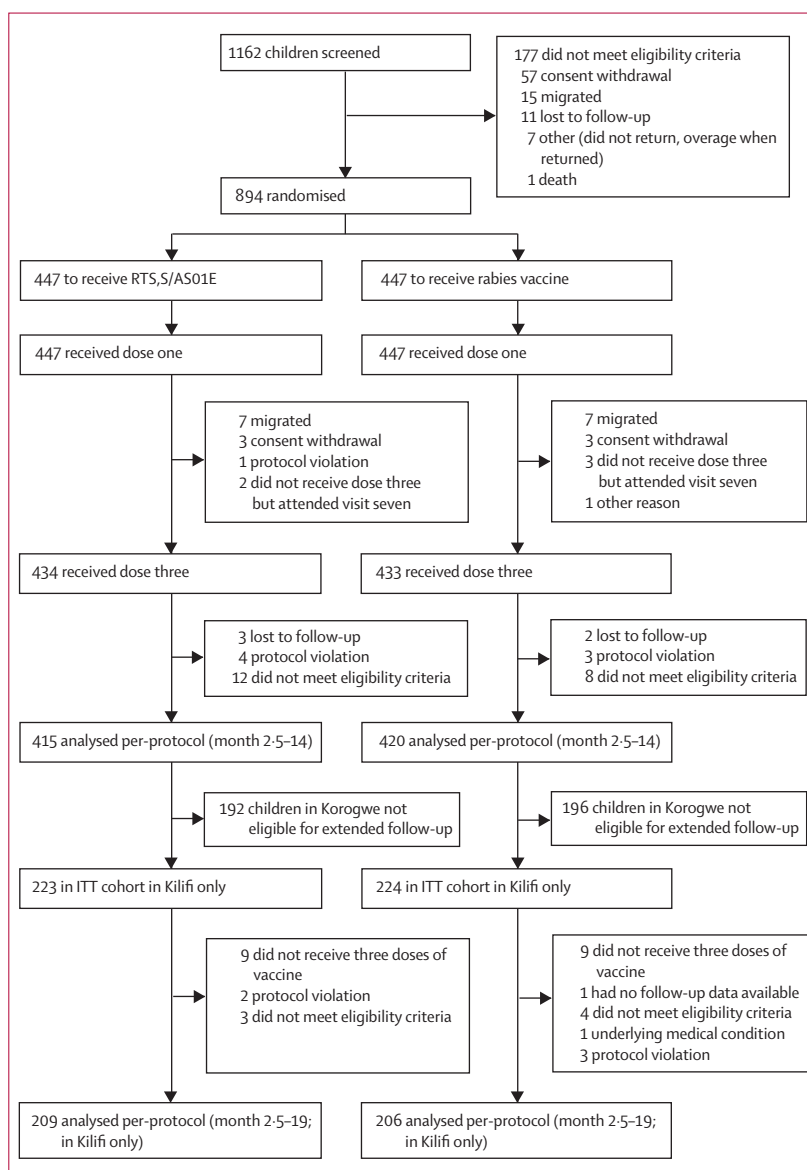 1162 children screened
177 did not meet eligibility criteria
57 consent withdrawal
15 migrated
11 lost to follow-up
7 other (did not return, overage when
returned)
1 death
894 randomised
447 to receive RTS,S/AS01E
447 to receive rabies vaccine
447 received dose one
447 received dose one
7 migrated
3 consent withdrawal
1 protocol violation
2 did not receive dose three
but attended visit seven
7 migrated
3 consent withdrawal
3 did not receive dose three
but attended visit seven
1 other reason
434 received dose three
433 received dose three
3 lost to follow-up
4 protocol violation
12 did not meet eligibility criteria
2 lost to follow-up
3 protocol violation
8 did not meet eligibility criteria
415 analysed per-protocol (month 2·5–14)
420 analysed per-protocol (month 2·5–14)
192 children in Korogwe not
eligible for extended follow-up
196 children in Korogwe not
eligible for extended follow-up
223 in ITT cohort in Kilifi only
224 in ITT cohort in Kilifi only
9 did not receive three doses of
vaccine
2 protocol violation
3 did not meet eligibility criteria
9 did not receive three doses of
vaccine
1 had no follow-up data available
4 did not meet eligibility criteria
1 underlying medical condition
3 protocol violation
209 analysed per-protocol (month 2·5–19;
in Kilifi only)
206 analysed per-protocol (month 2·5–19;
in Kilifi only)